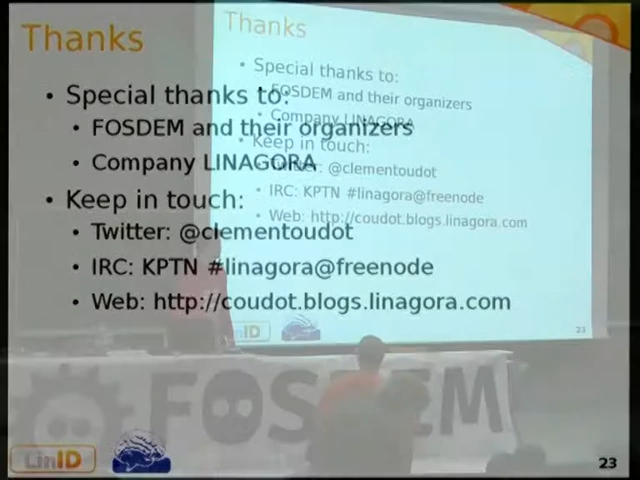 Thanks
Special thanks to:
FOSDEM and their organizers
Company LINAGORA
Keep in touch:
Twitter: @clementoudot
IRC: KPTN #linagora@freenode
Web: http://coudot.blogs.linagora.com
LinID
23
Thanks
Special thanks to:
FOSDEM and their organizers
Company LINAGORA
Keep in touch:
Twitter: @clementoudot
IRC: KPTN #linagora@freenode
Web: http://coudot.blogs.linagora.com
ID
23
FOSDEM